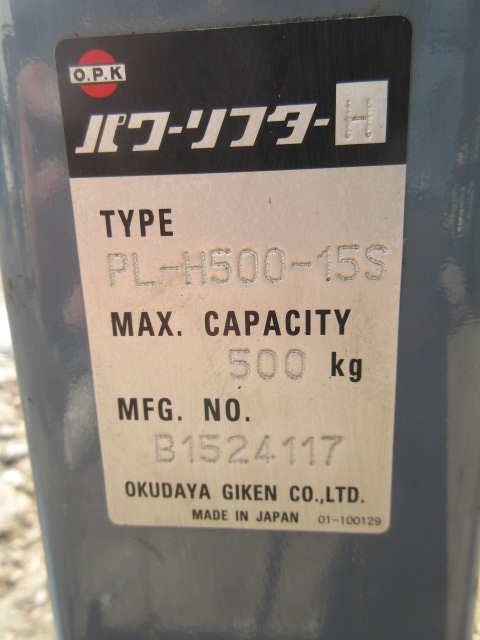 O.P.K
パワーリフターH
TYPE
PL-H500-15S
MAX. CAPACITY
500 kg
MFG. NO.
B1524117
OKUDAYA GIKEN CO.,LTD.
MADE IN JAPAN 01-100129